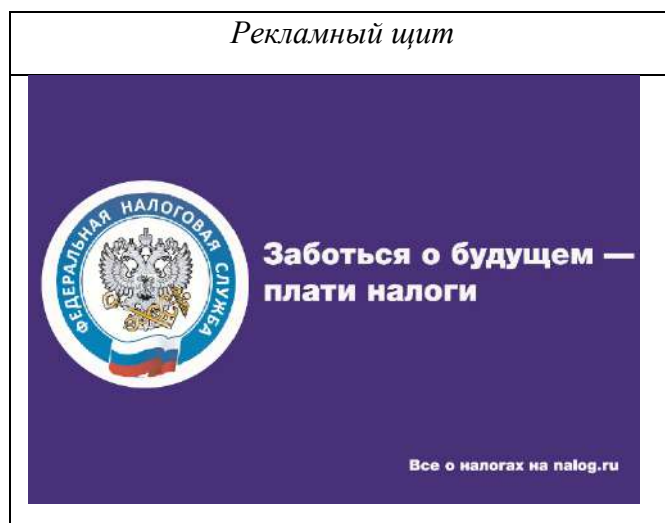 Рекламный щит
ФЕДЕРАЛЬНАЯ НАЛОГОВАЯ СЛУЖБА
Заботься о будущем —
плати налоги
Все о налогах на nalog.ru